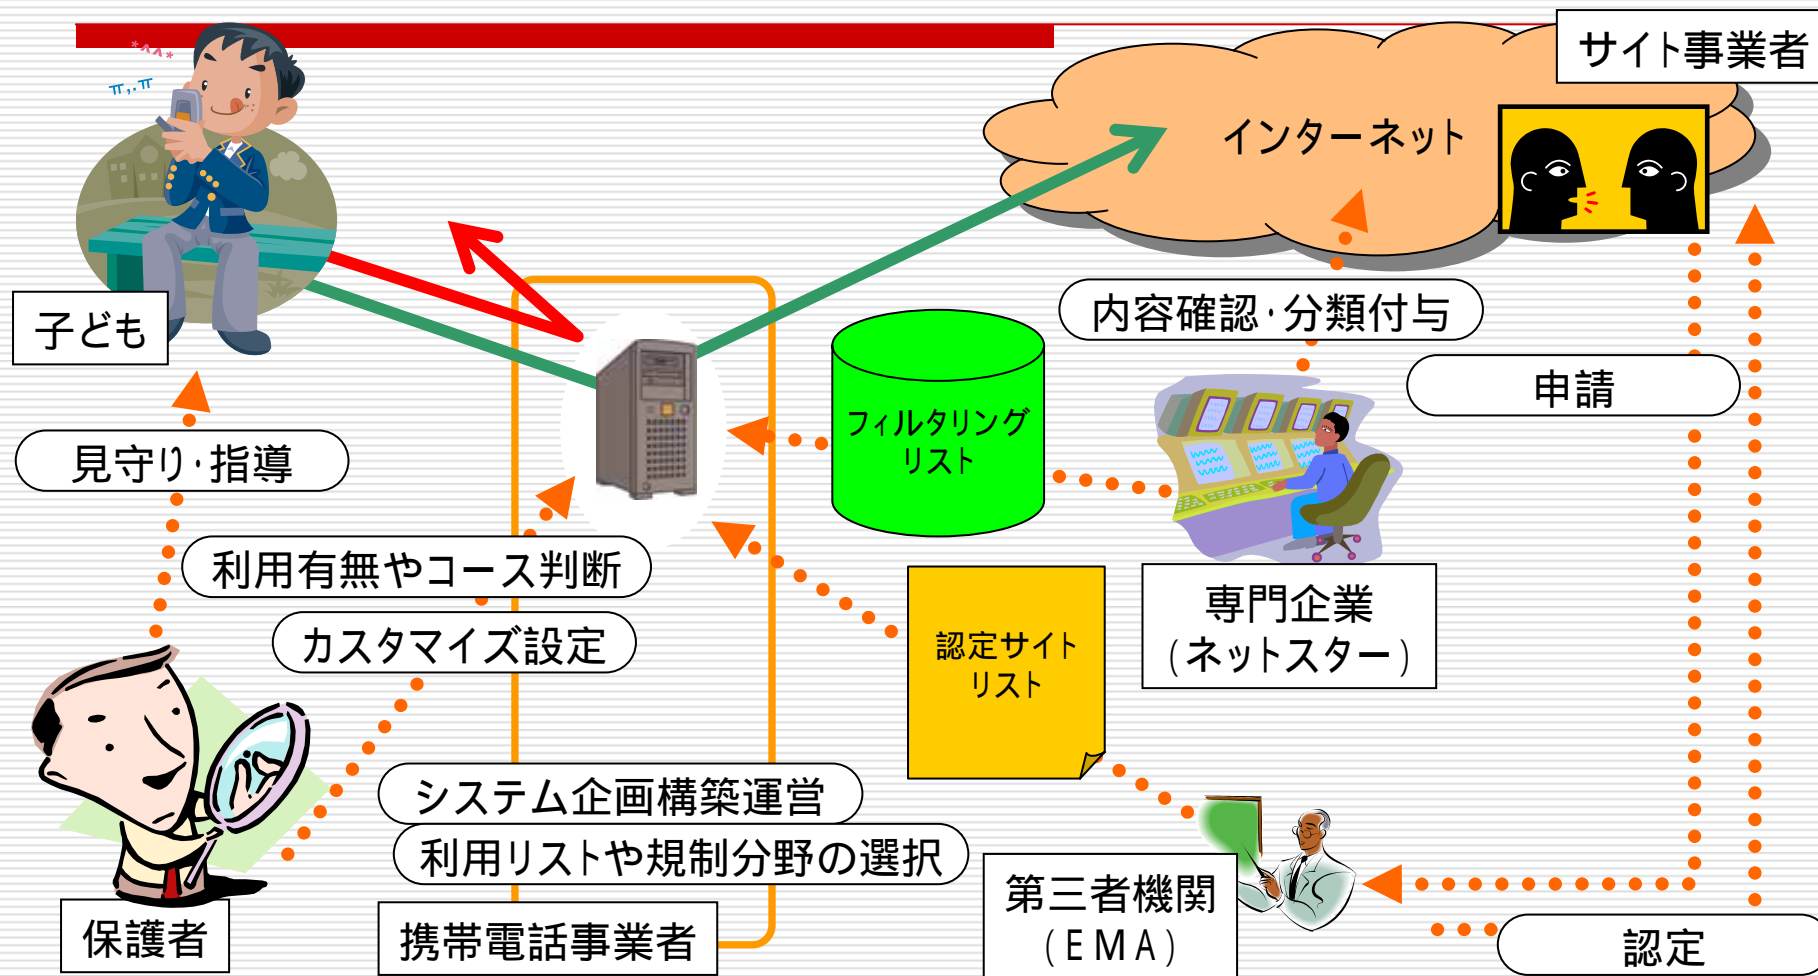 サイト事業者
*^^*
π,.π
インターネット
子ども
内容確認･分類付与
申請
フィルタリング
リスト
見守り･指導
利用有無やコース判断
カスタマイズ設定
専門企業
(ネットスター)
認定サイト
リスト
システム企画構築運営
利用リストや規制分野の選択
保護者
携帯電話事業者
第三者機関
(EMA)
認定